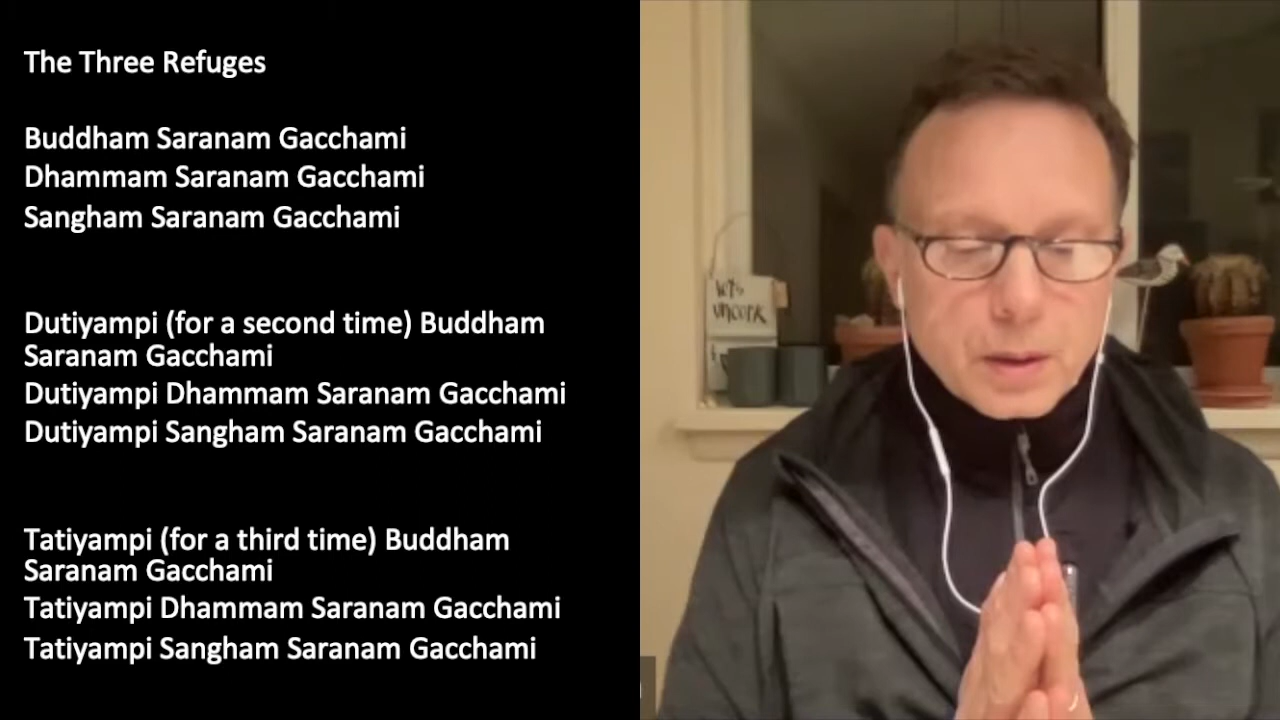 The Three Refuges
Buddham Saranam Gacchami
Dhammam Saranam Gacchami
Sangham Saranam Gacchami
Dutiyampi (for a second time) Buddham
Saranam Gacchami
Dutiyampi Dhammam Saranam Gacchami
Dutiyampi Sangham Saranam Gacchami
Tatiyampi (for a third time) Buddham
Saranam Gacchami
Tatiyampi Dhammam Saranam Gacchami
Tatiyampi Sangham Saranam Gacchami
let's
uncork